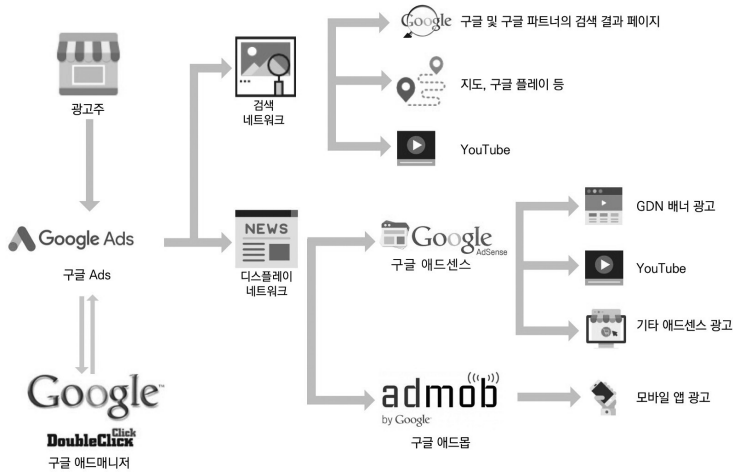 광고주
Google Ads
구글 Ads
Google™
DoubleClick
Click
구글 애드매니저
검색
네트워크
NEWS
디스플레이
네트워크
Google
구글 및 구글 파트너의 검색 결과 페이지
지도, 구글 플레이 등
YouTube
Google
AdSense
구글 애드센스
GDN 배너 광고
YouTube
기타 애드센스 광고
admob
by Google
구글 애드몹
모바일 앱 광고